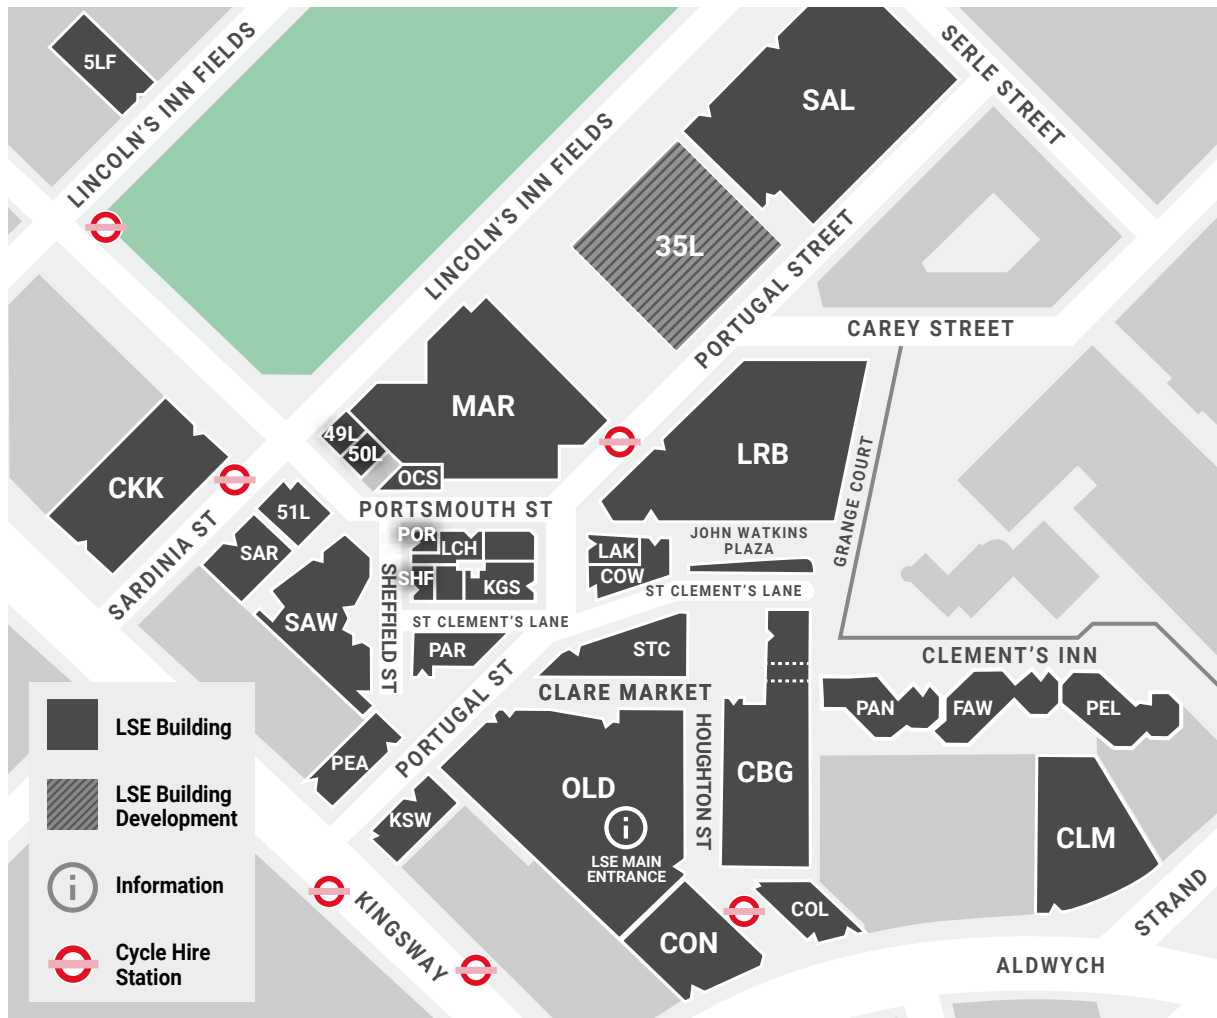 5LF
LINCOLN'S INN FIELDS
SAL
SERLE STREET
LINCOLN'S INN FIELDS
35L
PORTUGAL STREET
CAREY STREET
MAR
49L
50L
OCS
LRB
GRANGE COURT
CKK
SARDINIA ST
51L
SAR
SAW
PORTSMOUTH ST
POR
LCH
SHF
KGS
SHEFFIELD ST
ST CLEMENT'S LANE
PAR
LAK
COW
JOHN WATKINS
PLAZA
ST CLEMENT'S LANE
STC
CLARE MARKET
CLEMENT'S INN
PAN
FAW
PEL
PORTUGAL ST
PEA
KSW
OLD
LSE MAIN
ENTRANCE
HOUGHTON ST
CBG
CLM
COL
CON
KINGSWAY
STRAND
ALDWYCH
LSE Building
LSE Building
Development
Information
Cycle Hire
Station